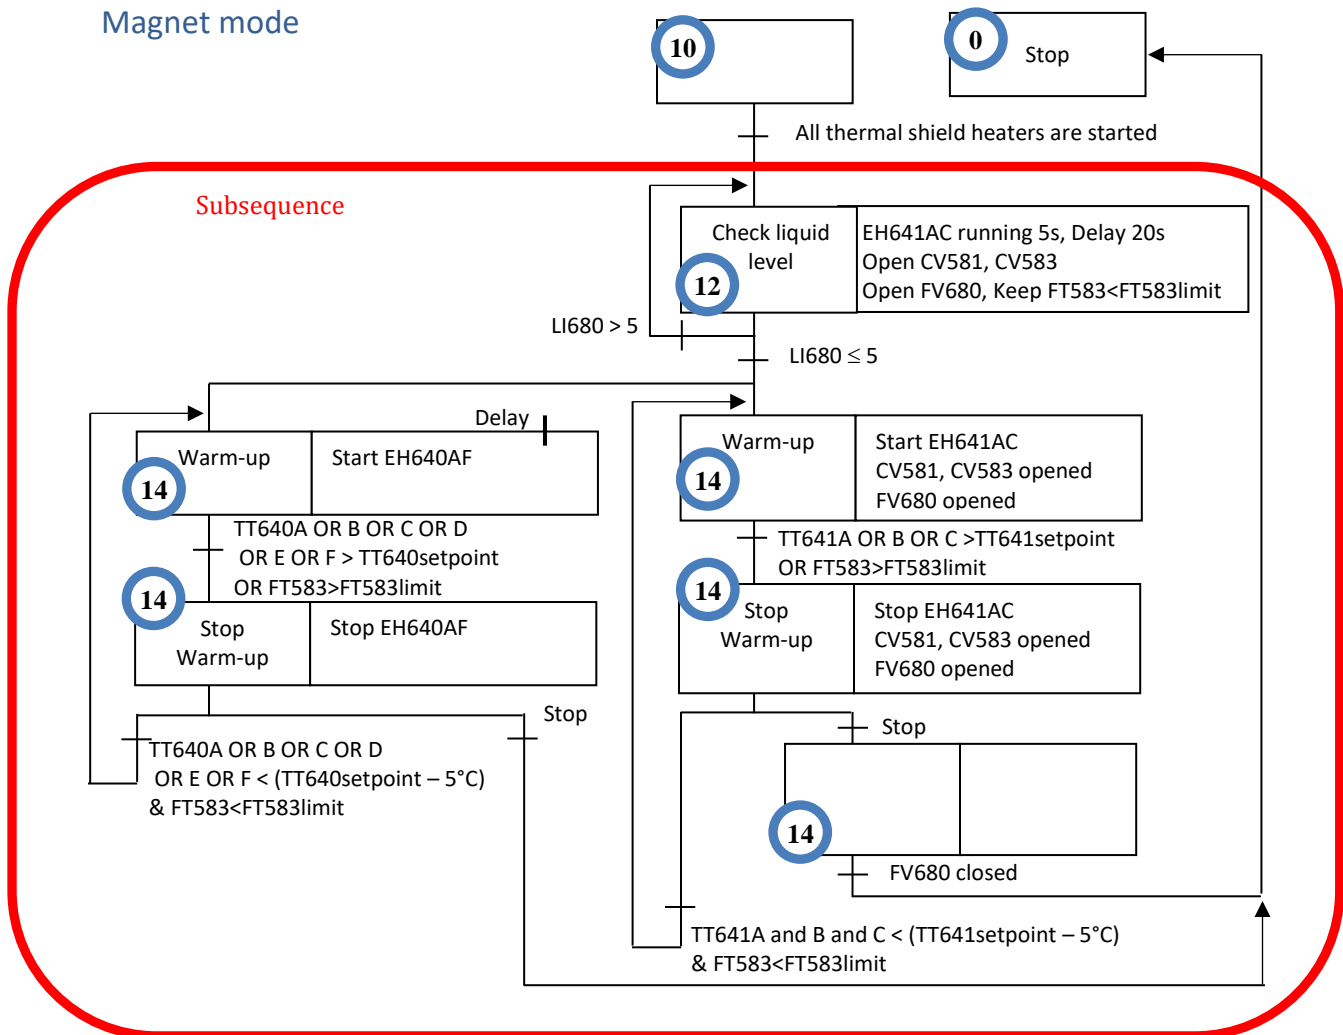 Magnet mode
10
0
Stop
All thermal shield heaters are started
Subsequence
Check liquid
level
12
EH641AC running 5s, Delay 20s
Open CV581, CV583
Open FV680, Keep FT583<FT583limit
LI680 > 5
LI680 ≤ 5
Delay
Warm-up
14
Start EH640AF
Warm-up
14
Start EH641AC
CV581, CV583 opened
FV680 opened
TT640A OR B OR C OR D
OR E OR F > TT640setpoint
OR FT583>FT583limit
TT641A OR B OR C >TT641setpoint
OR FT583>FT583limit
14
Stop
Warm-up
Stop EH640AF
14
Stop
Warm-up
Stop EH641AC
CV581, CV583 opened
FV680 opened
Stop
Stop
TT640A OR B OR C OR D
OR E OR F < (TT640setpoint – 5°C)
& FT583<FT583limit
14
FV680 closed
TT641A and B and C < (TT641setpoint – 5°C)
& FT583<FT583limit